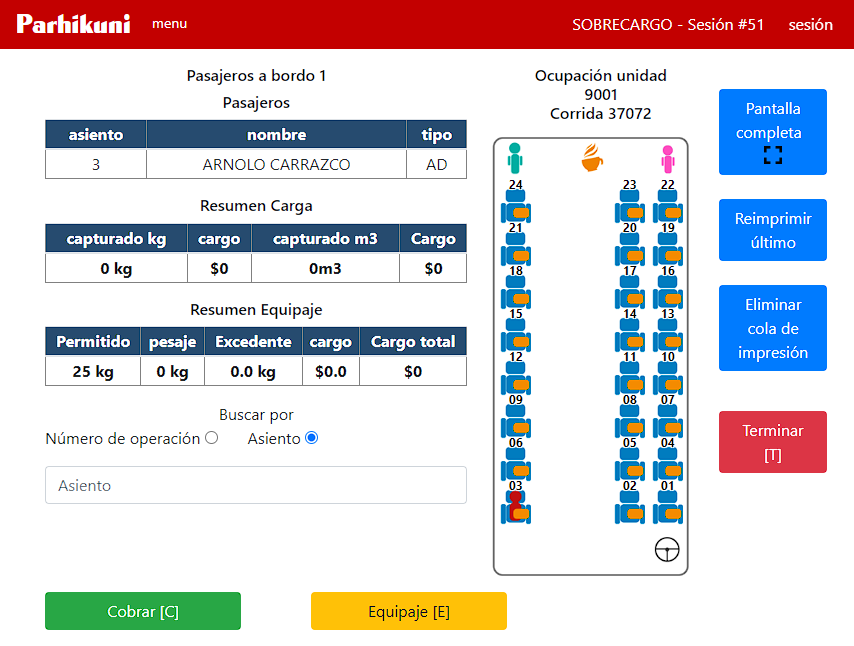 Parhikuni menu SOBRECARGO - Sesión #51 sesión
Pasajeros a bordo 1
Pasajeros
asiento nombre tipo
3 ARNOLO CARRAZCO AD
Resumen Carga
capturado kg cargo capturado m3 Cargo
0 kg $0 0m3 $0
Resumen Equipaje
Permitido pesaje Excedente cargo Cargo total
25 kg 0 kg 0.0 kg $0.0 $0
Buscar por
Número de operación Asiento
Asiento
Cobrar [C] Equipaje [E]
Ocupación unidad
9001
Corrida 37072
24 23 22
21 20 19
18 17 16
15 14 13
12 11 10
09 08 07
06 05 04
03 02 01
Pantalla
completa
Reimprimir
último
Eliminar
cola de
impresión
Terminar
[T]